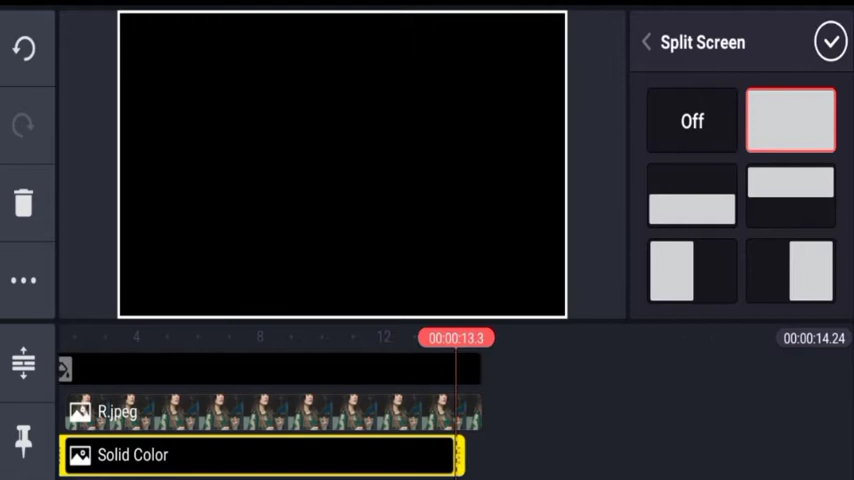 Split Screen
Off
4
8
12
00:00:13.3
00:00:14.24
R.jpeg
Solid Color